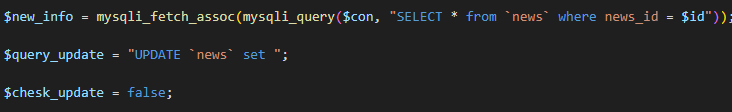 $new_info = mysqli_fetch_assoc(mysqli_query($con, "SELECT * from `news` where news_id = $id"));
$query_update = "UPDATE `news` set ";
$chesk_update = false;